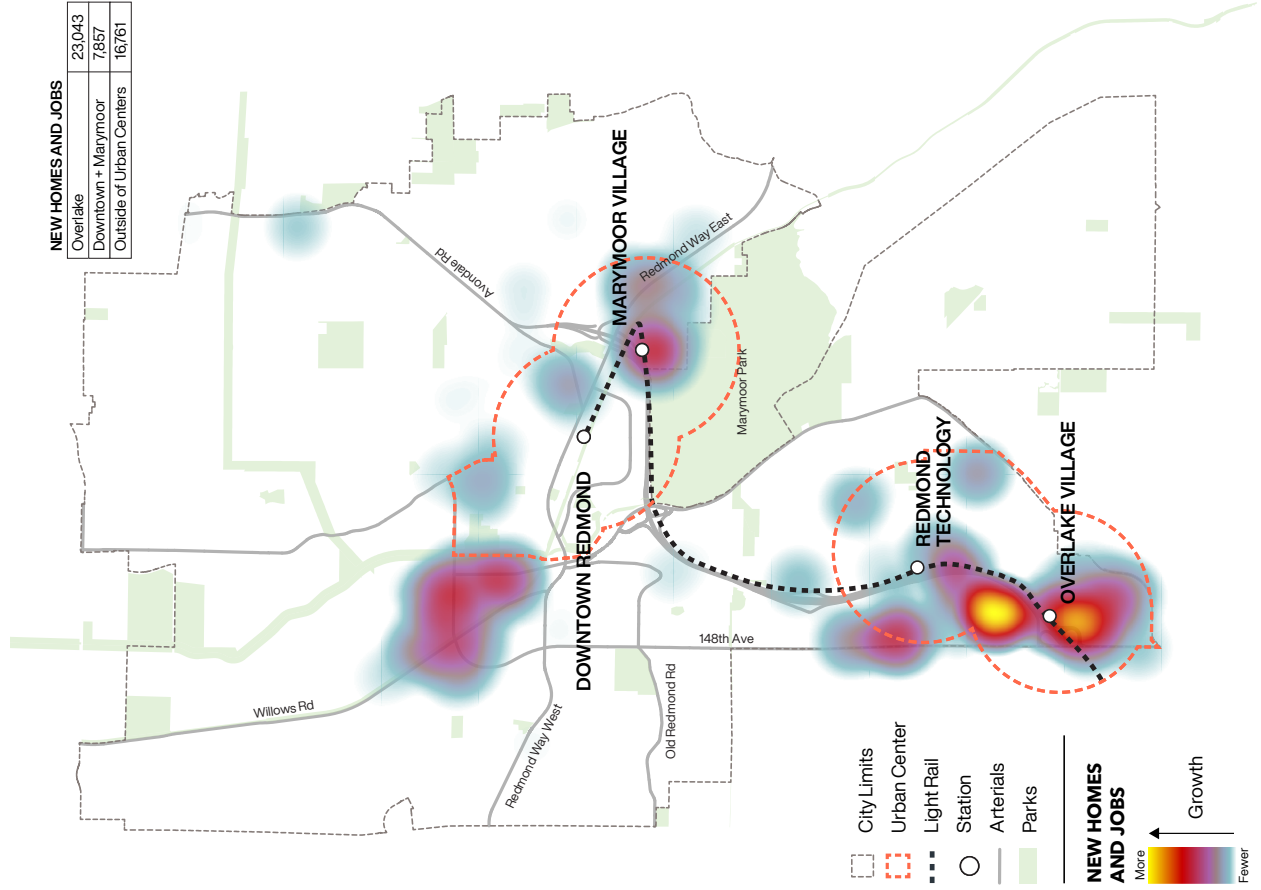 NEW HOMES AND JOBS
Overlake 23,043
Downtown + Marymoor 7,857
Outside of Urban Centers 16,761
Avondale Rd
MARYMOOR VILLAGE
Redmond Way East
Marymoor Park
DOWNTOWN REDMOND
REDMOND
TECHNOLOGY
OVERLAKE VILLAGE
148th Ave
Willows Rd
Redmond Way West
Old Redmond Rd
City Limits
Urban Center
Light Rail
Station
Arterials
Parks
NEW HOMES
AND JOBS
More
Growth
Fewer